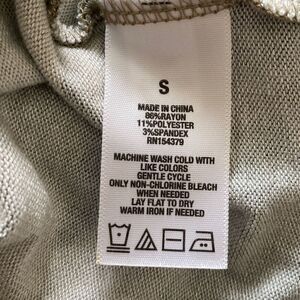 S
MADE IN CHINA
86%RAYON
11%POLYESTER
3%SPANDEX
RN154379
MACHINE WASH COLD WITH
LIKE COLORS
GENTLE CYCLE
ONLY NON-CHLORINE BLEACH
WHEN NEEDED
LAY FLAT TO DRY
WARM IRON IF NEEDED